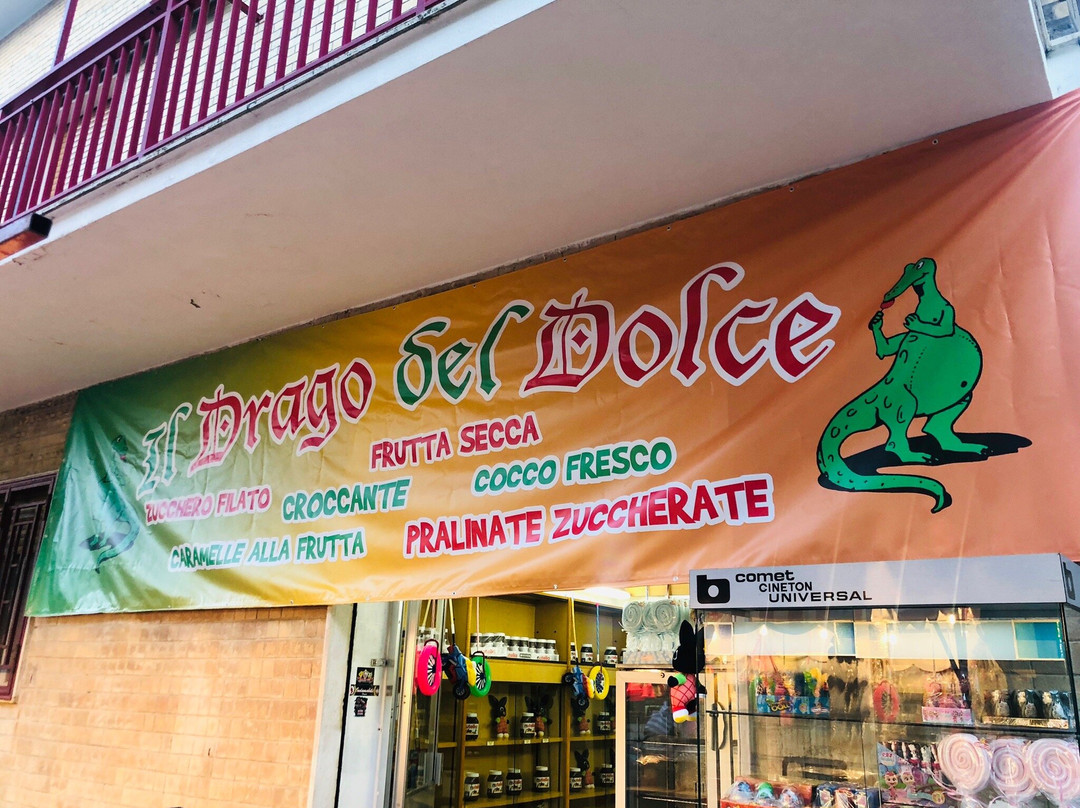 Il Drago del Dolce
FRUTTA SECCA
ZUCCHERO FILATO
CROCCANTE
COCCO FRESCO
CARAMELLE ALLA FRUTTA
PRALINATE ZUCCHERATE
comet
CINETON
UNIVERSAL